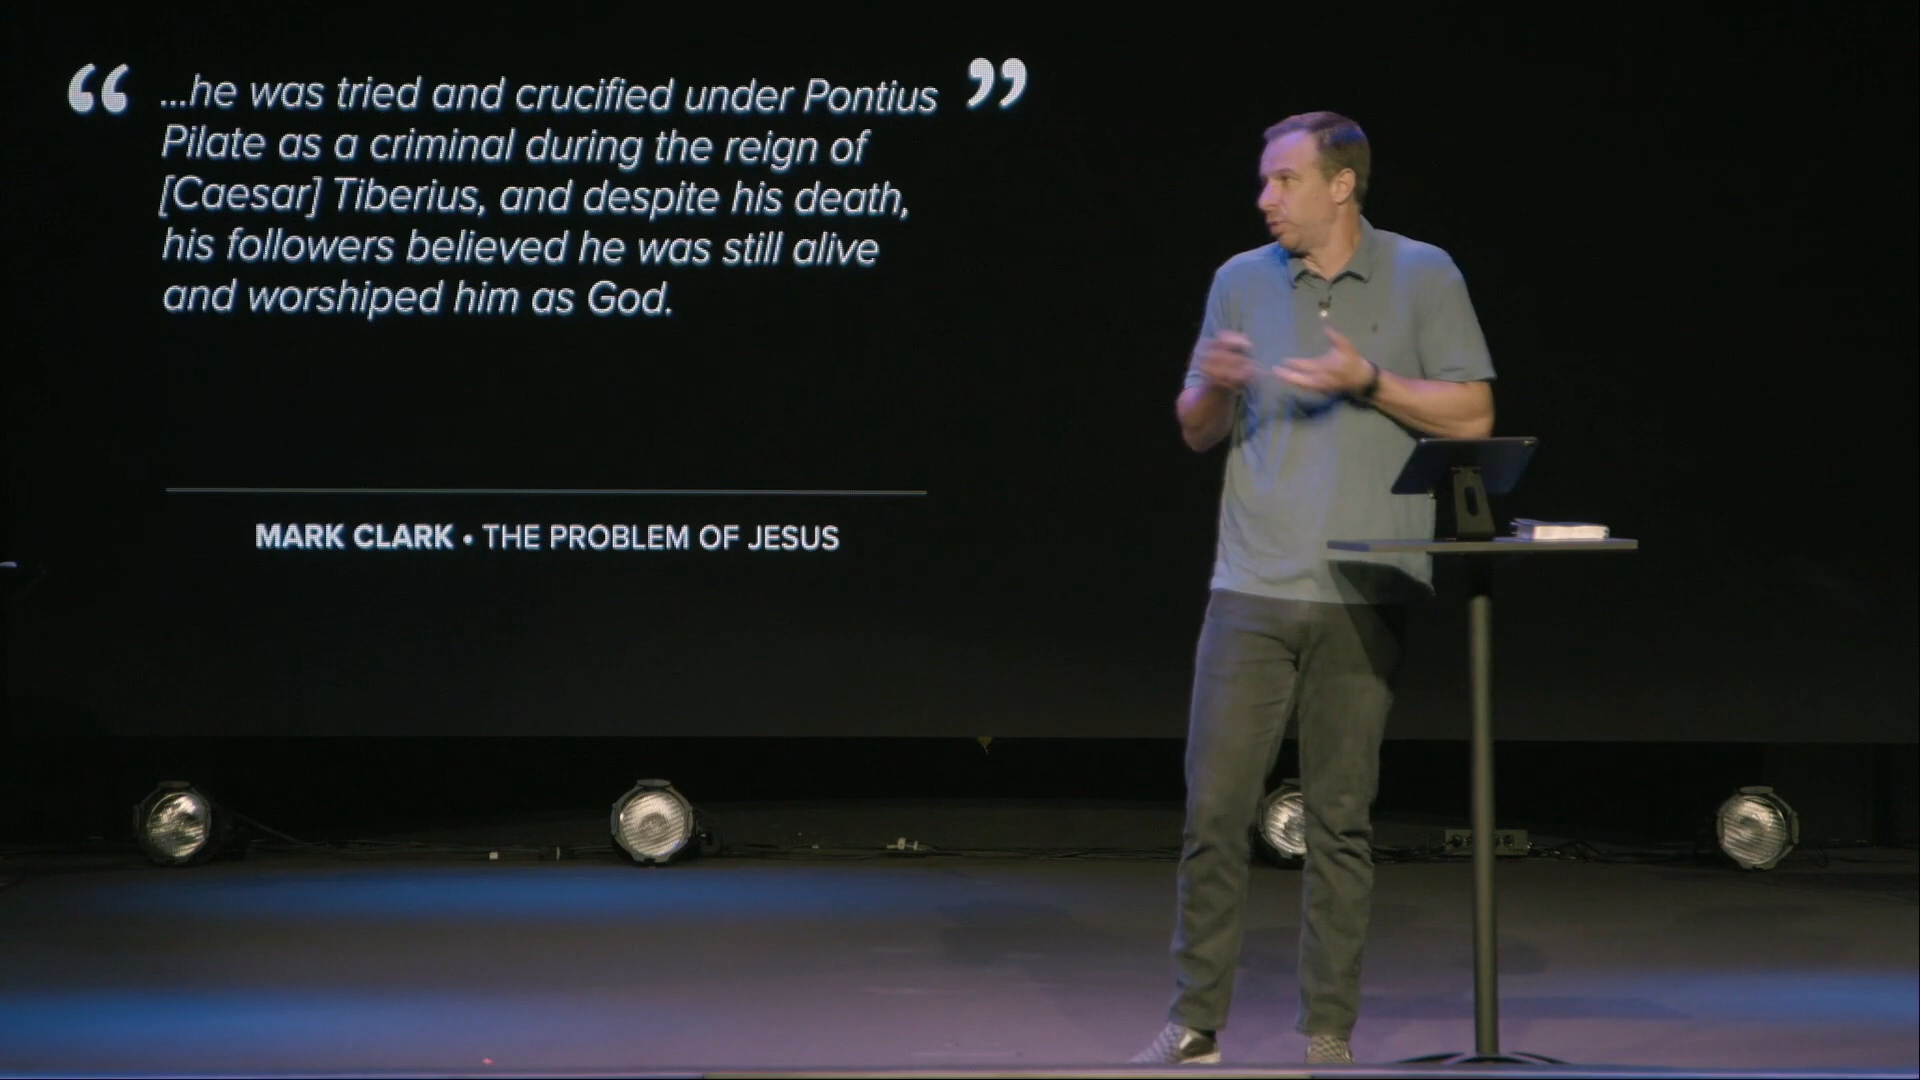 “ ...he was tried and crucified under Pontius ”
Pilate as a criminal during the reign of
[Caesar] Tiberius, and despite his death,
his followers believed he was still alive
and worshiped him as God.
MARK CLARK • THE PROBLEM OF JESUS